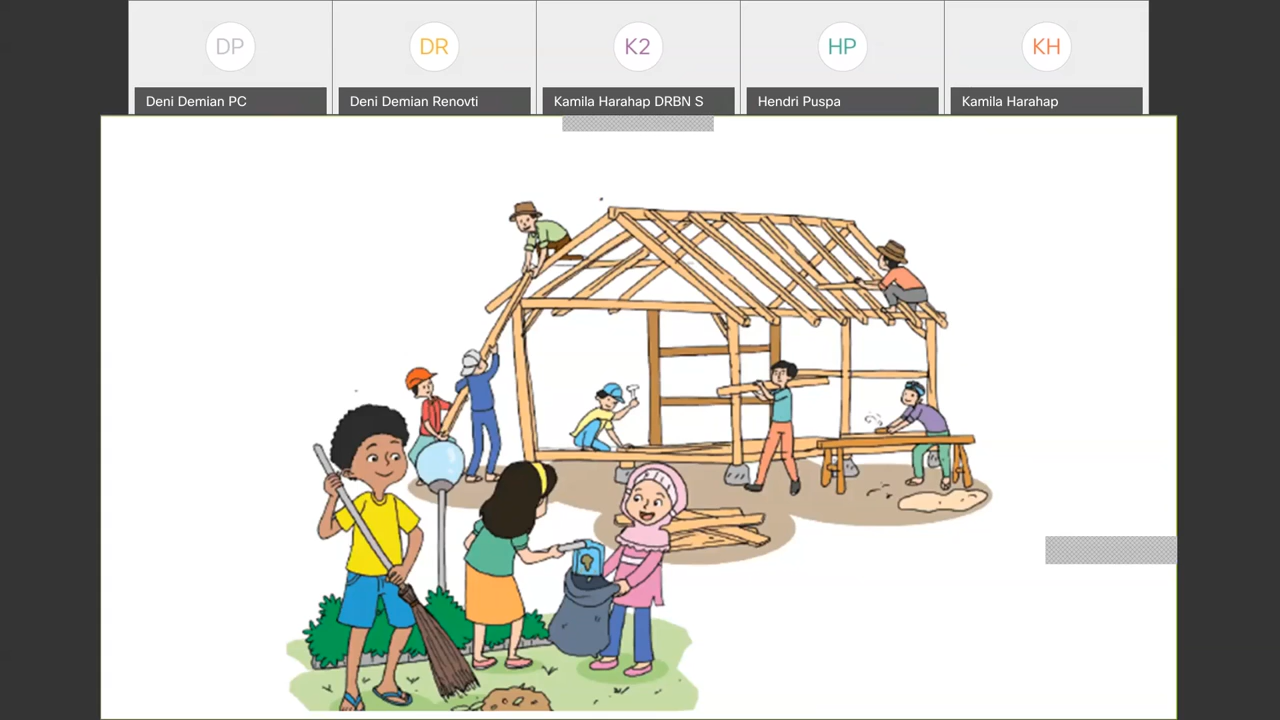 DP
DR
K2
HP
KH
Deni Demian PC
Deni Demian Renovti
Kamila Harahap DRBN S
Hendri Puspa
Kamila Harahap